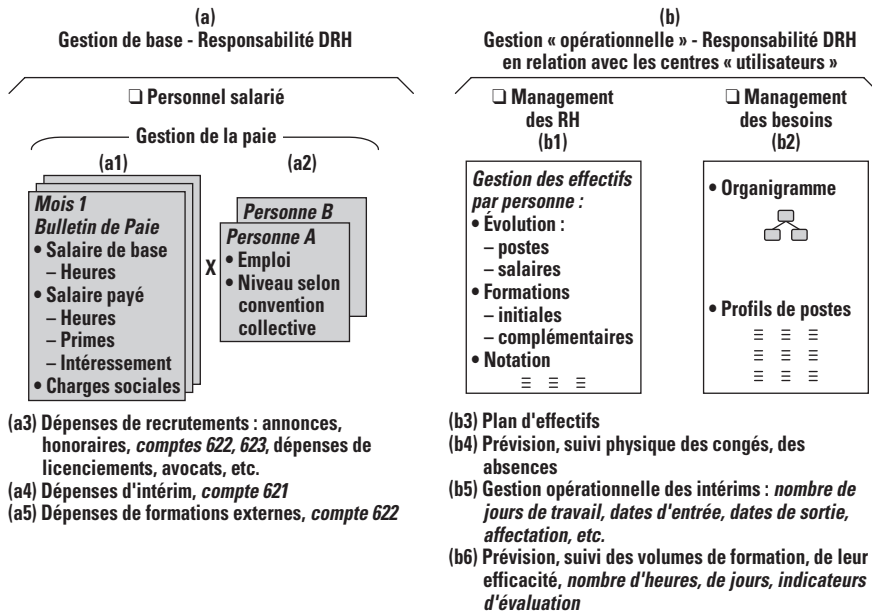 (a)
Gestion de base - Responsabilité DRH
❑ Personnel salarié
Gestion de la paie
(a1)
(a2)
Mois 1
Bulletin de Paie
• Salaire de base
– Heures
• Salaire payé
– Heures
– Primes
– Intéressement
• Charges sociales
X
Personne B
Personne A
• Emploi
• Niveau selon
convention
collective
(a3) Dépenses de recrutements : annonces,
honoraires, comptes 622, 623, dépenses de
licenciements, avocats, etc.
(a4) Dépenses d'intérim, compte 621
(a5) Dépenses de formations externes, compte 622
(b)
Gestion « opérationnelle » - Responsabilité DRH
en relation avec les centres « utilisateurs »
❑ Management
des RH
(b1)
Gestion des effectifs
par personne :
• Évolution :
– postes
– salaires
• Formations
– initiales
– complémentaires
• Notation
❑ Management
des besoins
(b2)
• Organigramme
• Profils de postes
(b3) Plan d'effectifs
(b4) Prévision, suivi physique des congés, des
absences
(b5) Gestion opérationnelle des intérims : nombre de
jours de travail, dates d'entrée, dates de sortie,
affectation, etc.
(b6) Prévision, suivi des volumes de formation, de leur
efficacité, nombre d'heures, de jours, indicateurs
d'évaluation